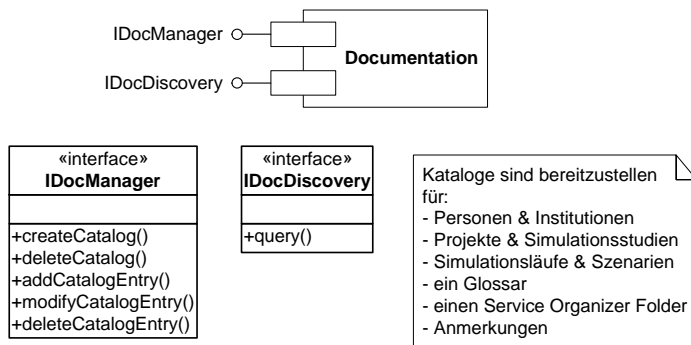 IDocManager
IDocDiscovery
Documentation
«interface»
IDocManager
+createCatalog()
+deleteCatalog()
+addCatalogEntry()
+modifyCatalogEntry()
+deleteCatalogEntry()
«interface»
IDocDiscovery
+query()
Kataloge sind bereitzustellen
für:
- Personen & Institutionen
- Projekte & Simulationsstudien
- Simulationsläufe & Szenarien
- ein Glossar
- einen Service Organizer Folder
- Anmerkungen